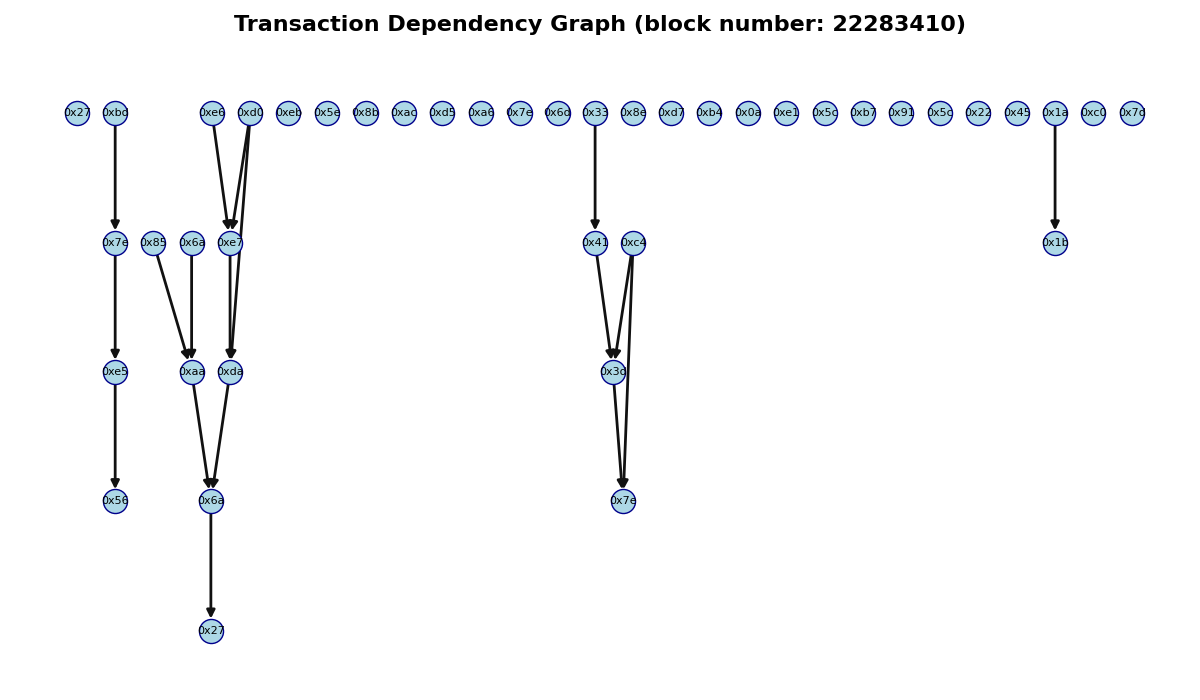 Transaction Dependency Graph (block number: 22283410)
0x27 0xbd 0xe6 0xd0 0xeb 0x5e 0x8b 0xac 0xd5 0xa6 0x7e 0x6d 0x33 0x8e 0xd7 0xb4 0x0a 0xe1 0x5c 0xb7 0x91 0x5c 0x22 0x45 0x1a 0xc0 0x7d
0x7e 0x85 0x6a 0xe7 0x41 0xc4 0x1b
0xe5 0xaa 0xda 0x3d
0x56 0x6a 0x7e
0x27